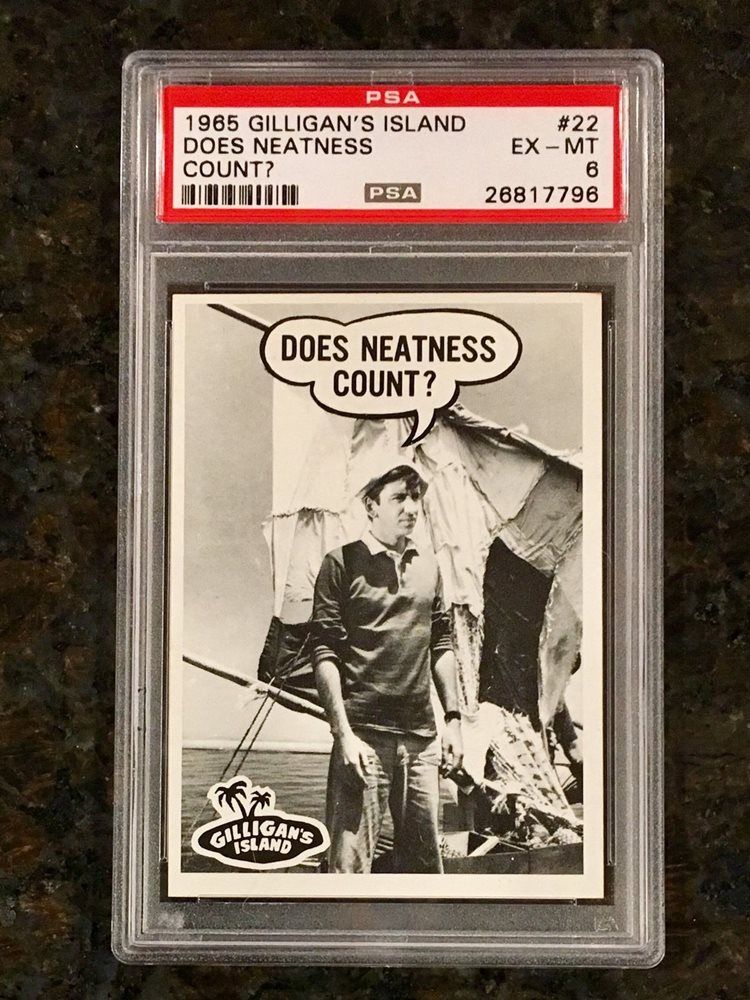 PSA
1965 GILLIGAN'S ISLAND #22
DOES NEATNESS EX - MT
COUNT? 6
PSA 26817796
DOES NEATNESS
COUNT?
GILLIGAN'S
ISLAND